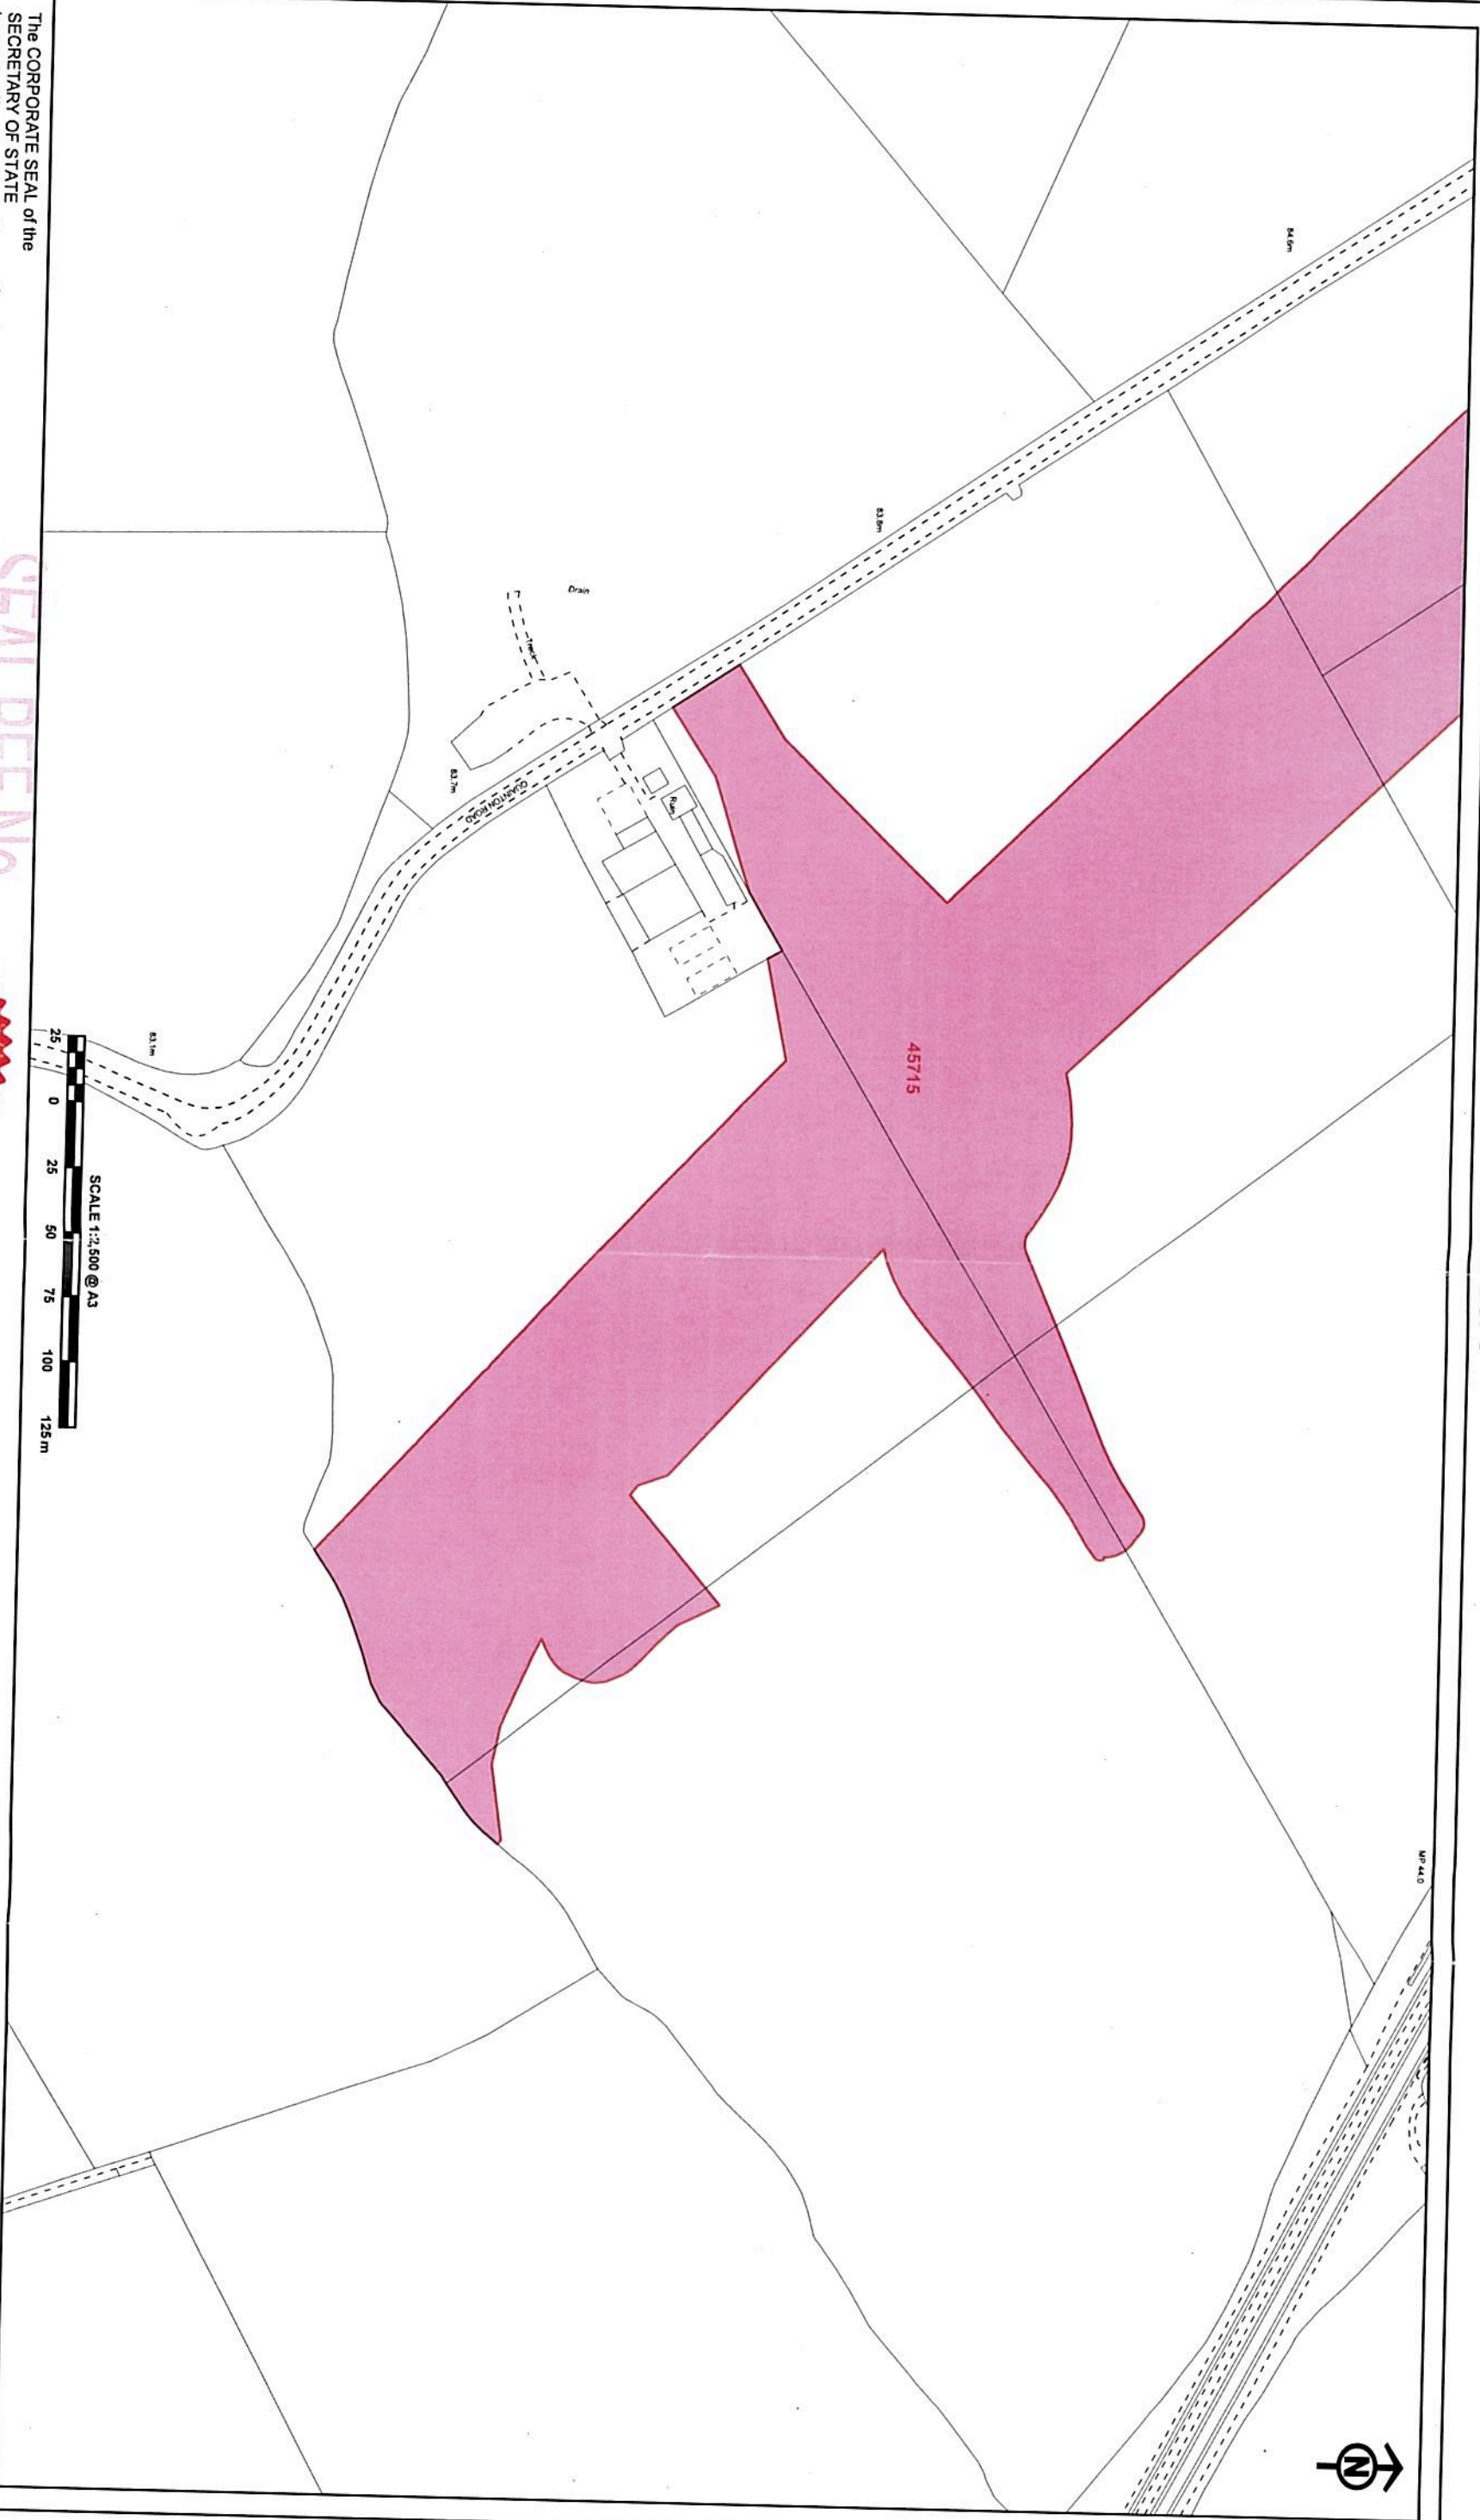 84.6m
83.8m
Drain
Track
83.7m
QUAINTON ROAD
Ruin
45715
MP 44.0
83.1m
N
SCALE 1:2,500 @ A3
25 0 25 50 75 100 125 m
The CORPORATE SEAL of the
SECRETARY OF STATE